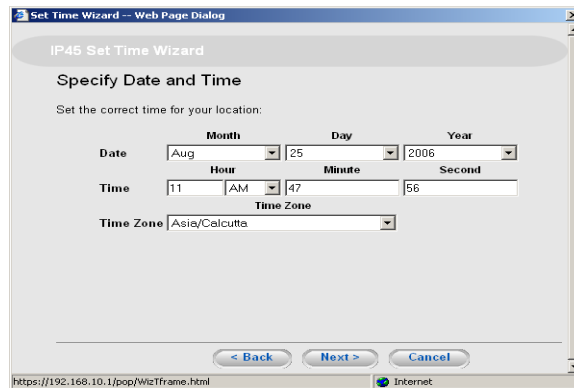 Set Time Wizard -- Web Page Dialog
IP45 Set Time Wizard
Specify Date and Time
Set the correct time for your location:
Month Day Year
Date Aug 25 2006
Hour Minute Second
Time 11 AM 47 56
Time Zone
Time Zone Asia/Calcutta
< Back Next > Cancel
https://192.168.10.1/pop/WizTframe.html Internet